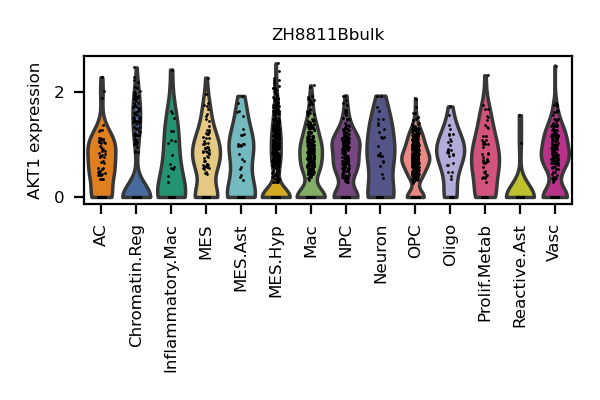 ZH8811Bbulk
AKT1 expression
2
0
AC
Chromatin.Reg
Inflammatory.Mac
MES
MES.Ast
MES.Hyp
Mac
NPC
Neuron
OPC
Oligo
Prolif.Metab
Reactive.Ast
Vasc